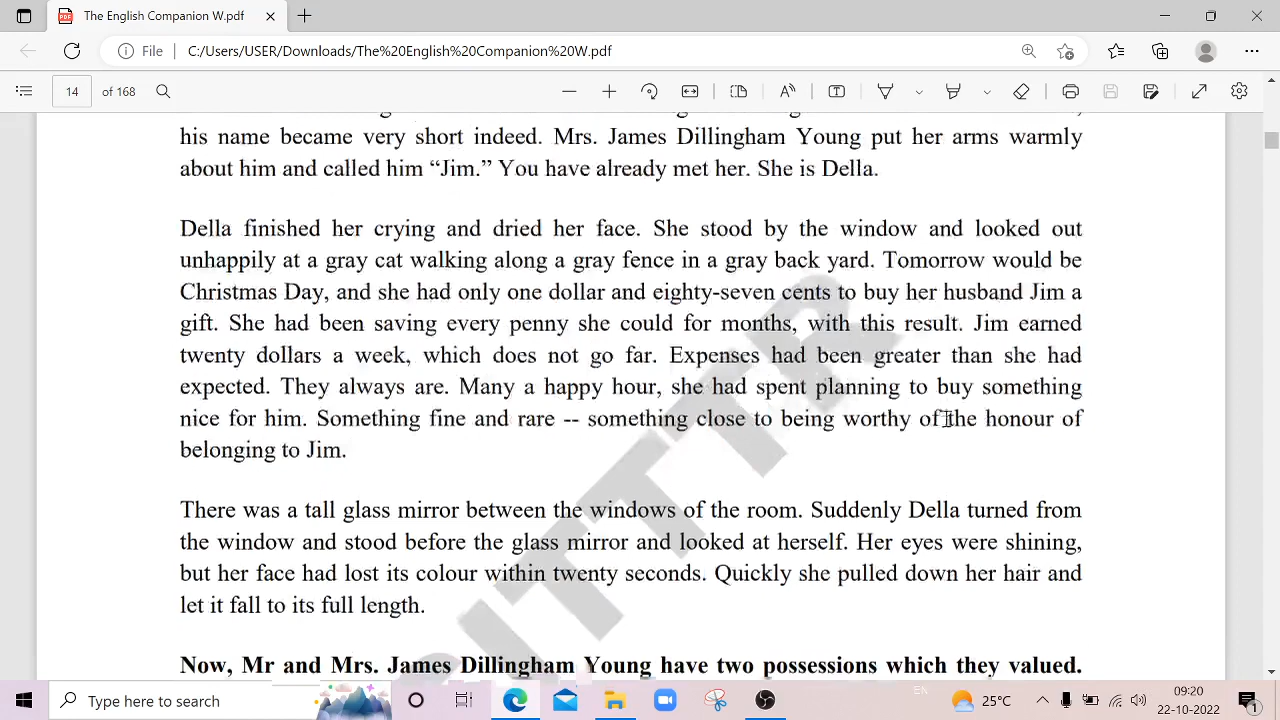 The English Companion W.pdf
File
C:/Users/USER/Downloads/The%20English%20Companion%20W.pdf
14 of 168
his name became very short indeed. Mrs. James Dillingham Young put her arms warmly
about him and called him “Jim.” You have already met her. She is Della.
Della finished her crying and dried her face. She stood by the window and looked out
unhappily at a gray cat walking along a gray fence in a gray back yard. Tomorrow would be
Christmas Day, and she had only one dollar and eighty-seven cents to buy her husband Jim a
gift. She had been saving every penny she could for months, with this result. Jim earned
twenty dollars a week, which does not go far. Expenses had been greater than she had
expected. They always are. Many a happy hour, she had spent planning to buy something
nice for him. Something fine and rare -- something close to being worthy of the honour of
belonging to Jim.
There was a tall glass mirror between the windows of the room. Suddenly Della turned from
the window and stood before the glass mirror and looked at herself. Her eyes were shining,
but her face had lost its colour within twenty seconds. Quickly she pulled down her hair and
let it fall to its full length.
Now, Mr and Mrs. James Dillingham Young have two possessions which they valued.
Type here to search
EN
25°C
09:20
22-10-2022